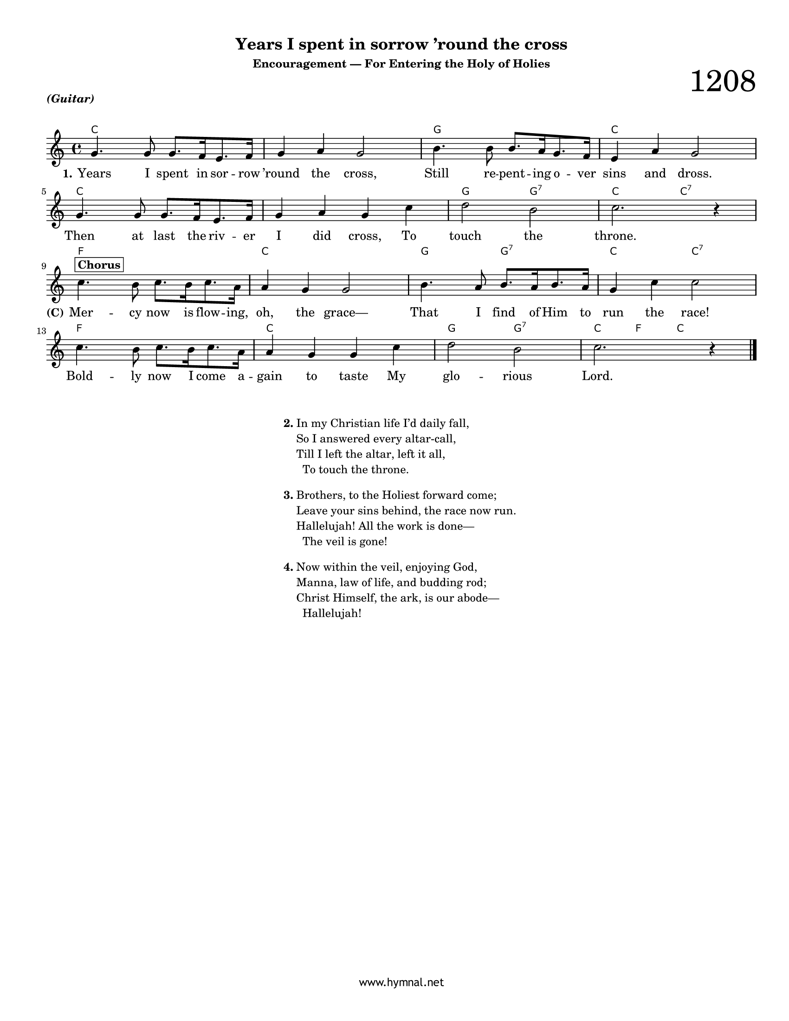 Years I spent in sorrow ’round the cross
Encouragement — For Entering the Holy of Holies
1208
(Guitar)
C G C
1. Years I spent in sor - row ’round the cross, Still re-pent-ing o - ver sins and dross.
5 C G G7 C C7
Then at last the riv - er I did cross, To touch the throne.
F C G G7 C C7
9 Chorus
(C) Mer - cy now is flow-ing, oh, the grace— That I find of Him to run the race!
13 F C G G7 C F C
Bold - ly now I come a - gain to taste My glo - rious Lord.
2. In my Christian life I’d daily fall,
So I answered every altar-call,
Till I left the altar, left it all,
To touch the throne.
3. Brothers, to the Holiest forward come;
Leave your sins behind, the race now run.
Hallelujah! All the work is done—
The veil is gone!
4. Now within the veil, enjoying God,
Manna, law of life, and budding rod;
Christ Himself, the ark, is our abode—
Hallelujah!
www.hymnal.net